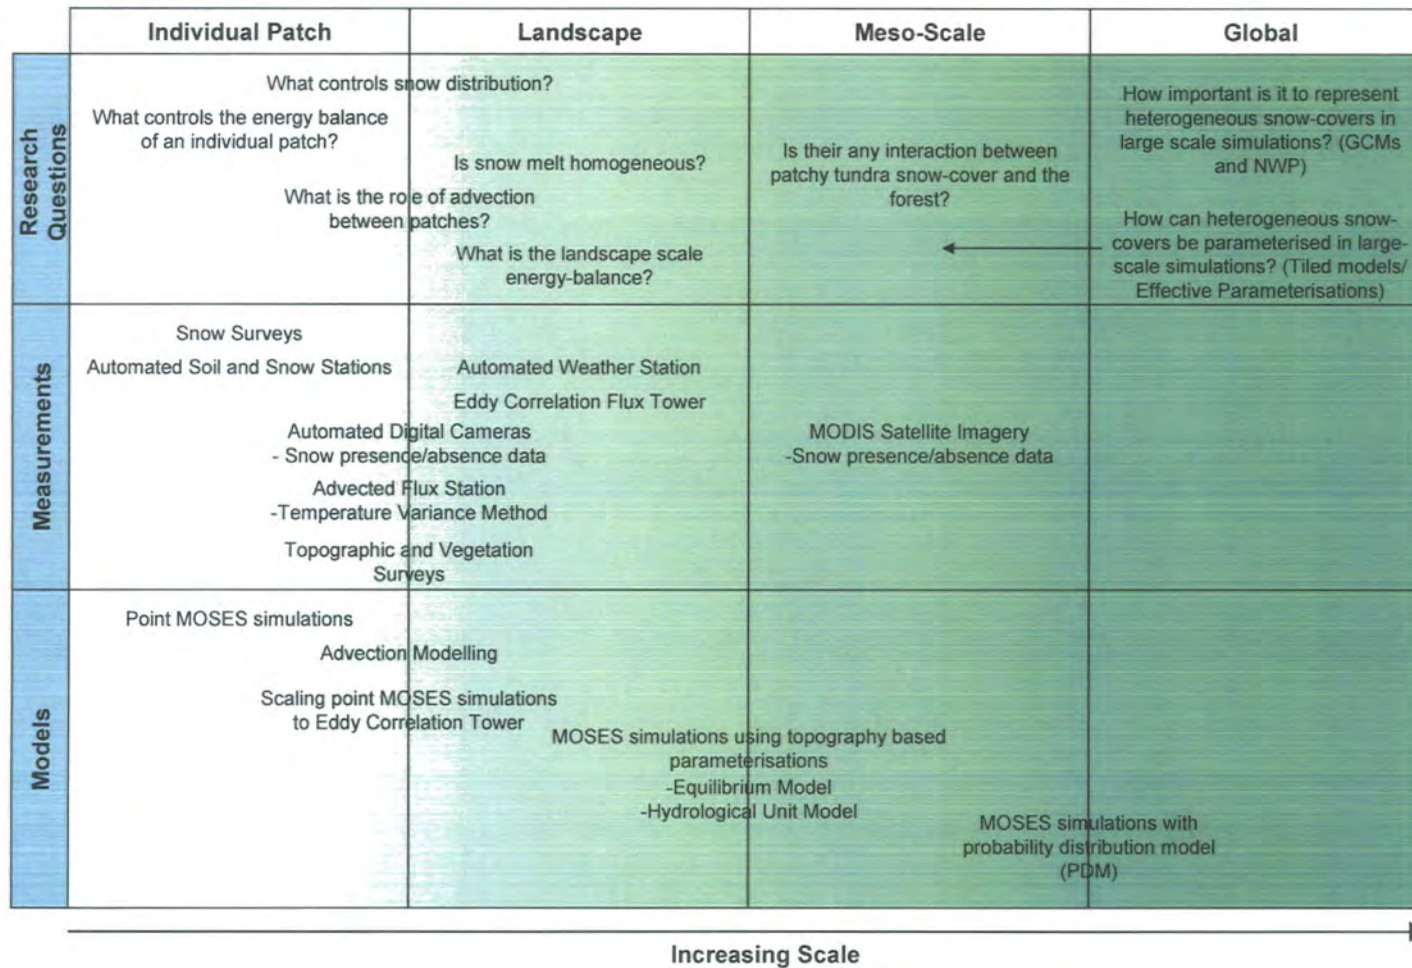 Individual Patch
Landscape
Meso-Scale
Global
Research
Questions
What controls snow distribution?
What controls the energy balance
of an individual patch?
Is snow melt homogeneous?
What is the role of advection
between patches?
What is the landscape scale
energy-balance?
Is their any interaction between
patchy tundra snow-cover and the
forest?
How important is it to represent
heterogeneous snow-covers in
large scale simulations? (GCMs
and NWP)
How can heterogeneous snow-
covers be parameterised in large-
scale simulations? (Tiled models/
Effective Parameterisations)
Measurements
Snow Surveys
Automated Soil and Snow Stations
Automated Weather Station
Eddy Correlation Flux Tower
Automated Digital Cameras
- Snow presence/absence data
Advected Flux Station
-Temperature Variance Method
Topographic and Vegetation
Surveys
MODIS Satellite Imagery
-Snow presence/absence data
Models
Point MOSES simulations
Advection Modelling
Scaling point MOSES simulations
to Eddy Correlation Tower
MOSES simulations using topography based
parameterisations
-Equilibrium Model
-Hydrological Unit Model
MOSES simulations with
probability distribution model
(PDM)
Increasing Scale